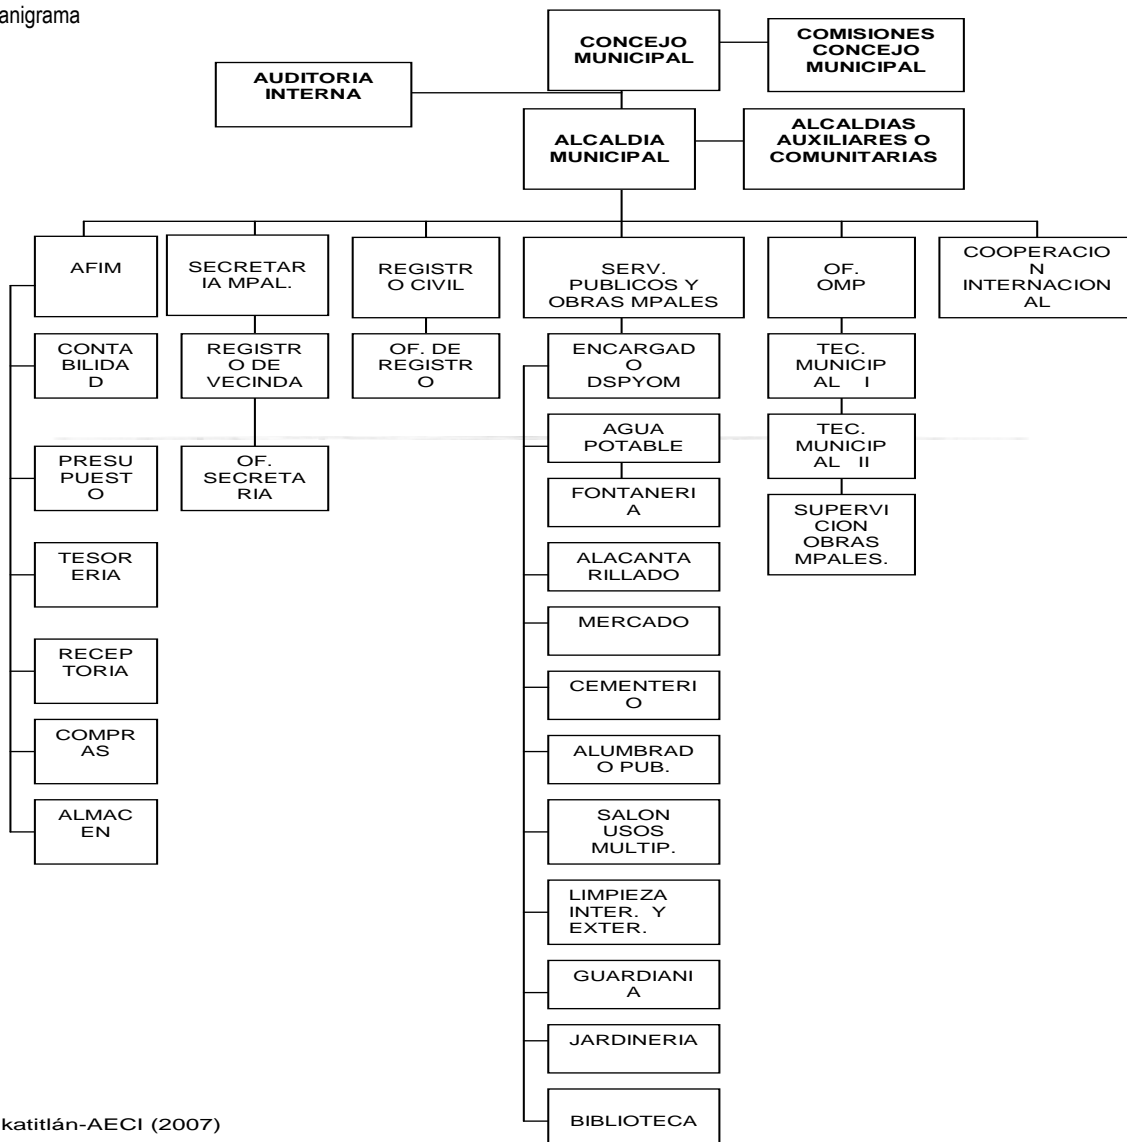 anigrama
CONCEJO
MUNICIPAL
COMISIONES
CONCEJO
MUNICIPAL
AUDITORIA
INTERNA
ALCALDIA
MUNICIPAL
ALCALDIAS
AUXILIARES O
COMUNITARIAS
AFIM
SECRETAR
IA MPAL.
REGISTR
O CIVIL
SERV.
PUBLICOS Y
OBRAS MPALES
OF.
OMP
COOPERACIO
N
INTERNACION
AL
CONTA
BILIDA
D
REGISTR
O DE
VECINDA
OF. DE
REGISTR
O
ENCARGAD
O
DSPYOM
TEC.
MUNICIP
AL I
AGUA
POTABLE
TEC.
MUNICIP
AL II
PRESU
PUEST
O
OF.
SECRETA
RIA
FONTANERI
A
SUPERVI
CION
OBRAS
MPALES.
TESOR
ERIA
ALACANTA
RILLADO
MERCADO
RECEP
TORIA
CEMENTERI
O
COMPR
AS
ALUMBRAD
O PUB.
ALMAC
EN
SALON
USOS
MULTIP.
LIMPIEZA
INTER. Y
EXTER.
GUARDIANI
A
JARDINERIA
BIBLIOTECA
katitlán-AECI (2007)